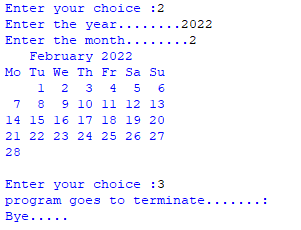 Enter your choice :2
Enter the year........2022
Enter the month........2
   February 2022
Mo Tu We Th Fr Sa Su
    1  2  3  4  5  6
 7  8  9 10 11 12 13
14 15 16 17 18 19 20
21 22 23 24 25 26 27
28

Enter your choice :3
program goes to terminate.......:
Bye.....